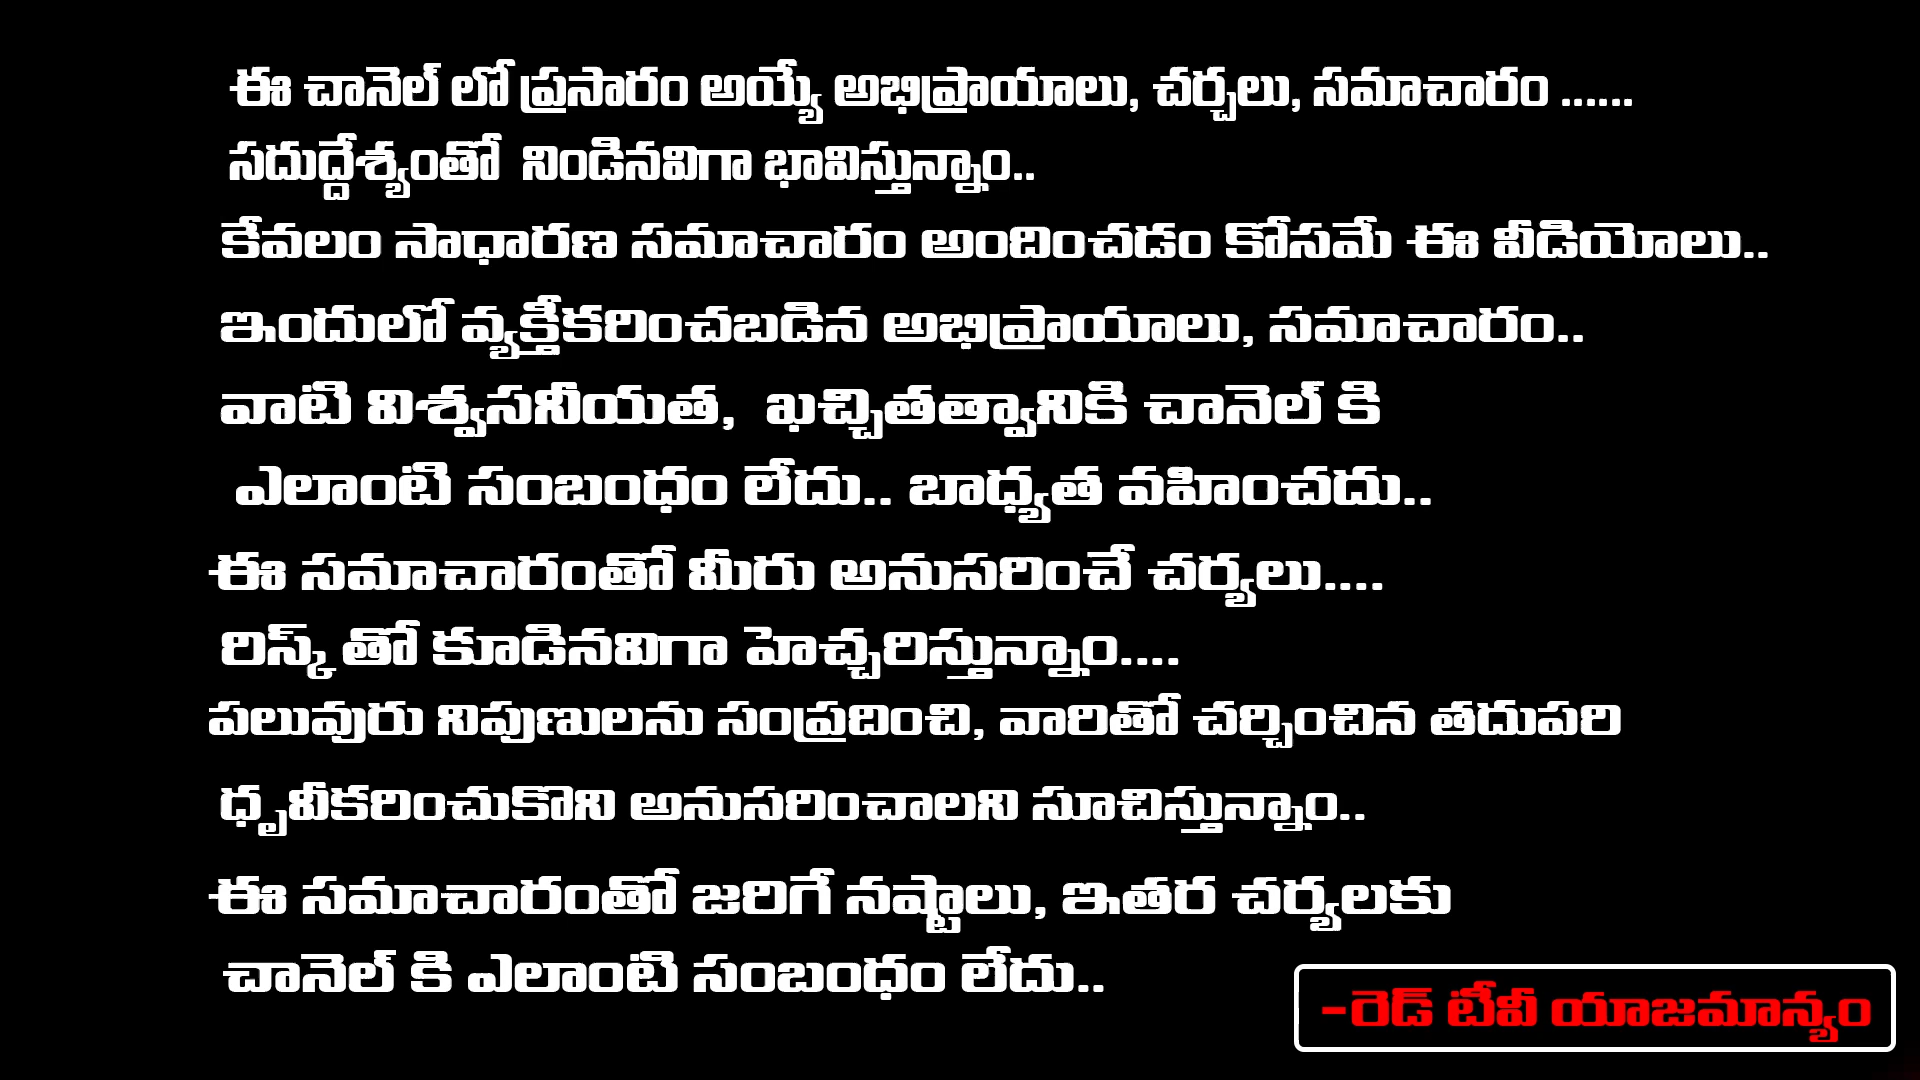 ఈ చానెల్ లో ప్రసారం అయ్యే అభిప్రాయాలు, చర్చలు, సమాచారం ......
సదుద్దేశ్యంతో నిండినవిగా భావిస్తున్నాం..
కేవలం సాధారణ సమాచారం అందించడం కోసమే ఈ వీడియోలు..
ఇందులో వ్యక్తీకరించబడిన అభిప్రాయాలు, సమాచారం..
వాటి విశ్వసనీయత, ఖచ్చితత్వానికి చానెల్ కి
ఎలాంటి సంబంధం లేదు.. బాధ్యత వహించదు..
ఈ సమాచారంతో మీరు అనుసరించే చర్యలు....
రిస్క్ తో కూడినవిగా హెచ్చరిస్తున్నాం....
పలువురు నిపుణులను సంప్రదించి, వారితో చర్చించిన తదుపరి
ధృవీకరించుకొని అనుసరించాలని సూచిస్తున్నాం..
ఈ సమాచారంతో జరిగే నష్టాలు, ఇతర చర్యలకు
చానెల్ కి ఎలాంటి సంబంధం లేదు..
-రెడ్ టీవీ యాజమాన్యం